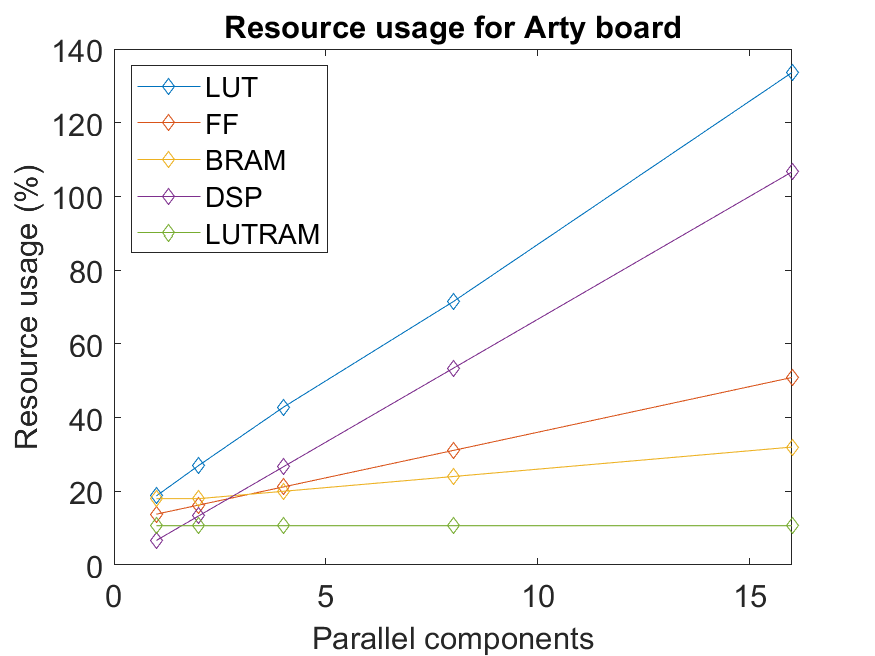 Resource usage for Arty board
140
120
100
80
60
40
20
0
Resource usage (%)
LUT
FF
BRAM
DSP
LUTRAM
0
5
10
15
Parallel components